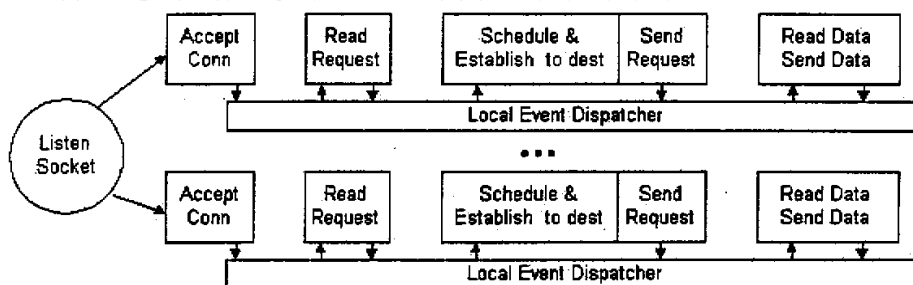 Accept
Conn
Read
Request
Schedule &
Establish to dest
Send
Request
Read Data
Send Data
Local Event Dispatcher
Listen
Socket
...
Accept
Conn
Read
Request
Schedule &
Establish to dest
Send
Request
Read Data
Send Data
Local Event Dispatcher